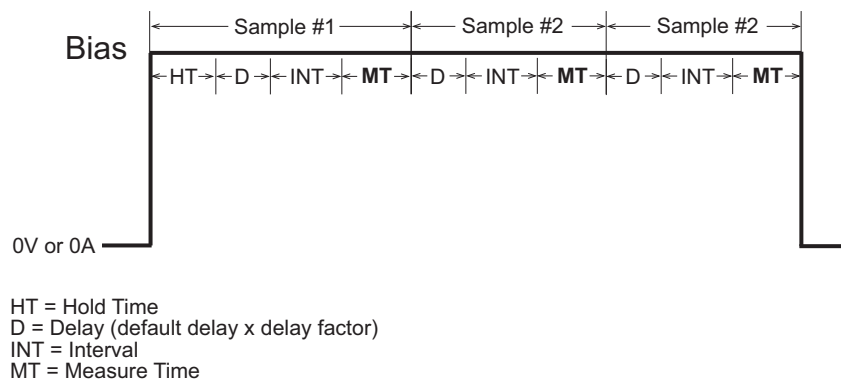 Sample #1 Sample #2 Sample #2
Bias
HT D INT MT D INT MT D INT MT
0V or 0A
HT = Hold Time
D = Delay (default delay x delay factor)
INT = Interval
MT = Measure Time